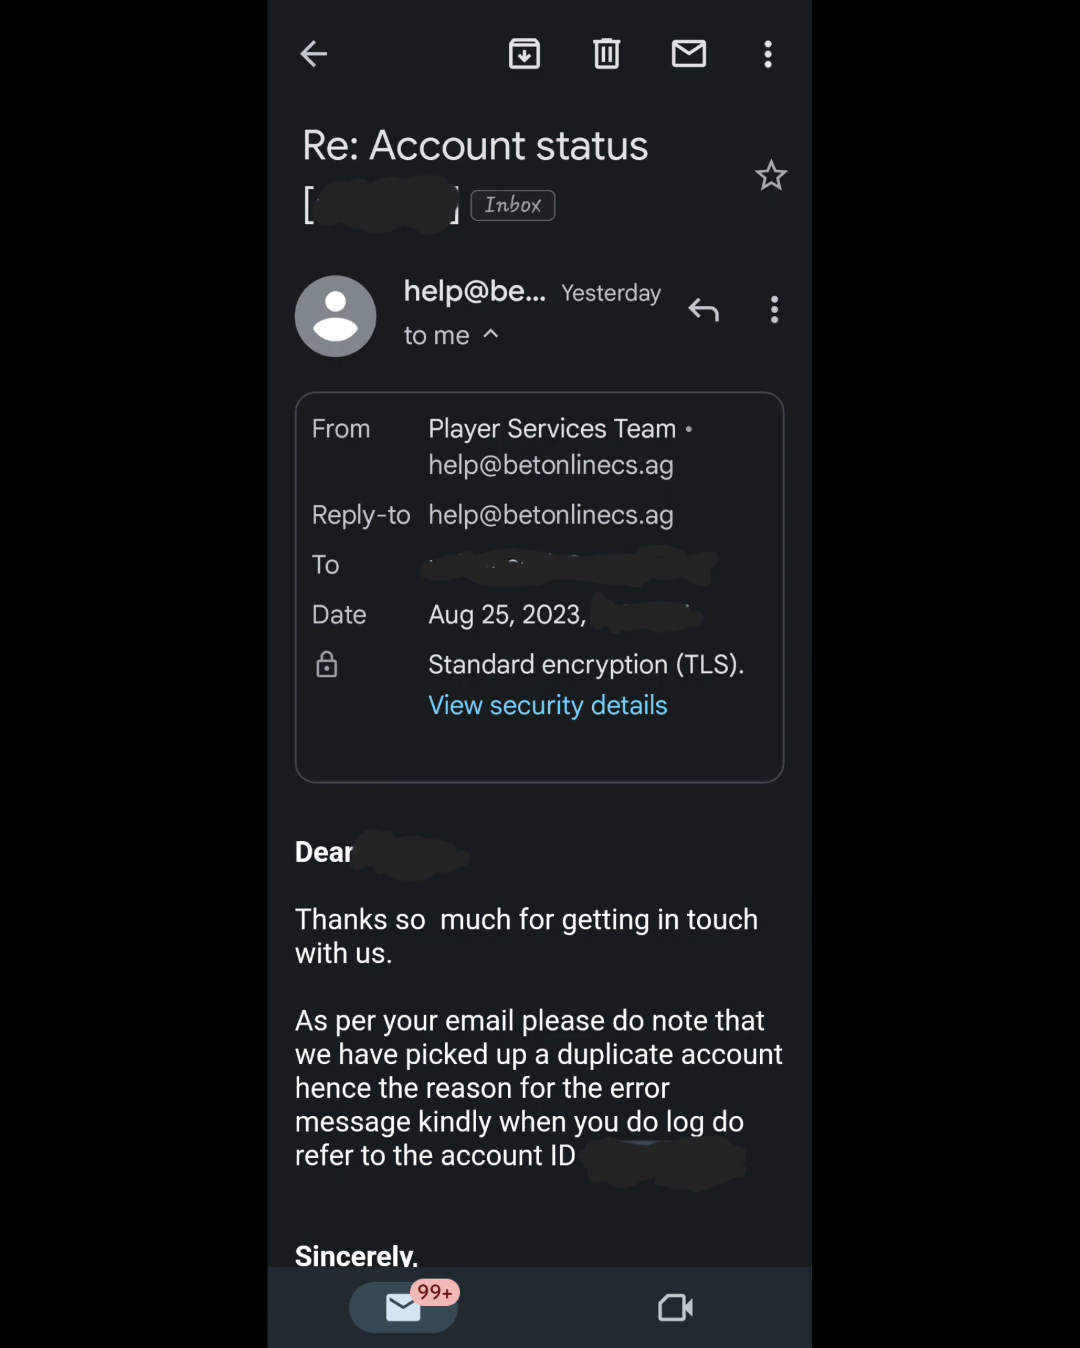 Re: Account status
[ ] Inbox
help@be... Yesterday
to me
From Player Services Team •
help@betonlinecs.ag
Reply-to help@betonlinecs.ag
To
Date Aug 25, 2023,
Standard encryption (TLS).
View security details
Dear
Thanks so  much for getting in touch
with us.
As per your email please do note that
we have picked up a duplicate account
hence the reason for the error
message kindly when you do log do
refer to the account ID
Sincerely,
99+